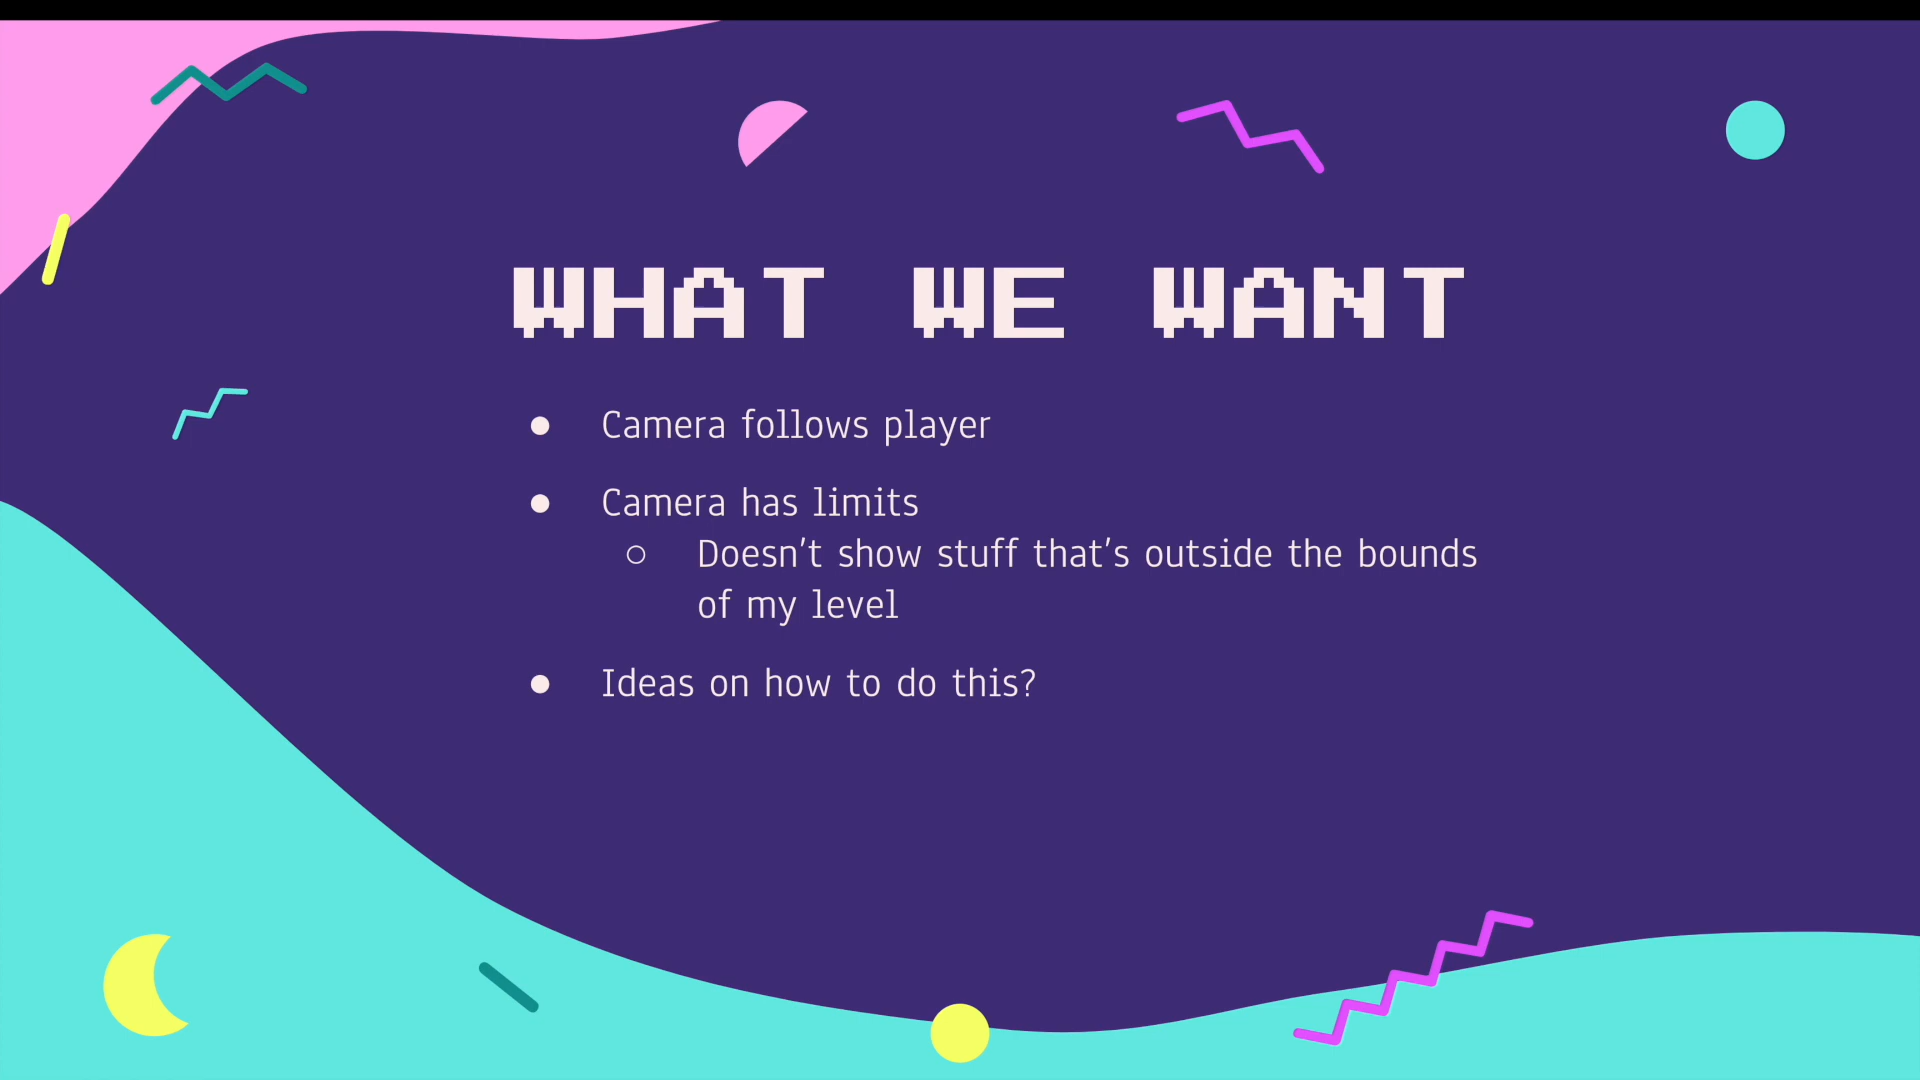 WHAT WE WANT
● Camera follows player
● Camera has limits
○ Doesn't show stuff that's outside the bounds
of my level
● Ideas on how to do this?